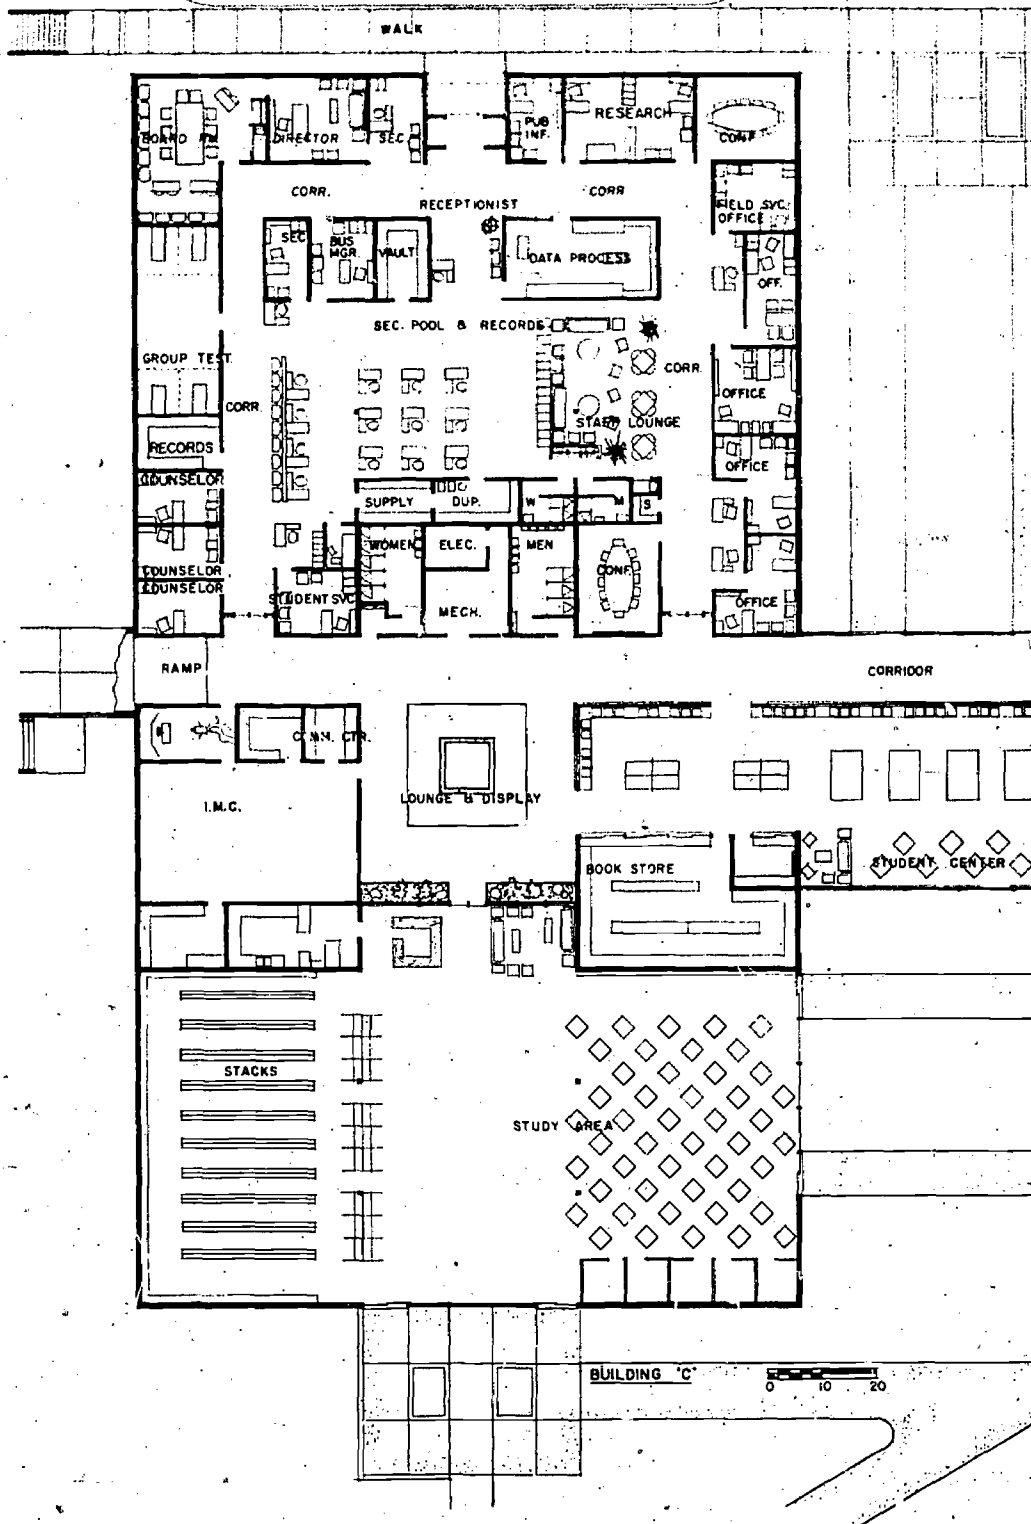 WALK
BOARD RM.
DIRECTOR
SEC.
PUB
INF.
RESEARCH
CONF.
CORR.
RECEPTIONIST
CORR
FIELD SVC.
OFFICE
SEC.
BUS
MGR.
VAULT
DATA PROCESS
OFF.
SEC. POOL & RECORDS
GROUP TEST.
CORR.
CORR.
OFFICE
STAFF LOUNGE
RECORDS
OFFICE
COUNSELOR
SUPPLY
DUP.
W
M
S
WOMEN
ELEC.
MEN
COUNSELOR
CONF.
COUNSELOR
STUDENT SVC.
OFFICE
MECH.
RAMP
CORRIDOR
COMM. CTR.
I.M.C.
LOUNGE & DISPLAY
BOOK STORE
STUDENT CENTER
STACKS
STUDY AREA
BUILDING "C"
0 10 20